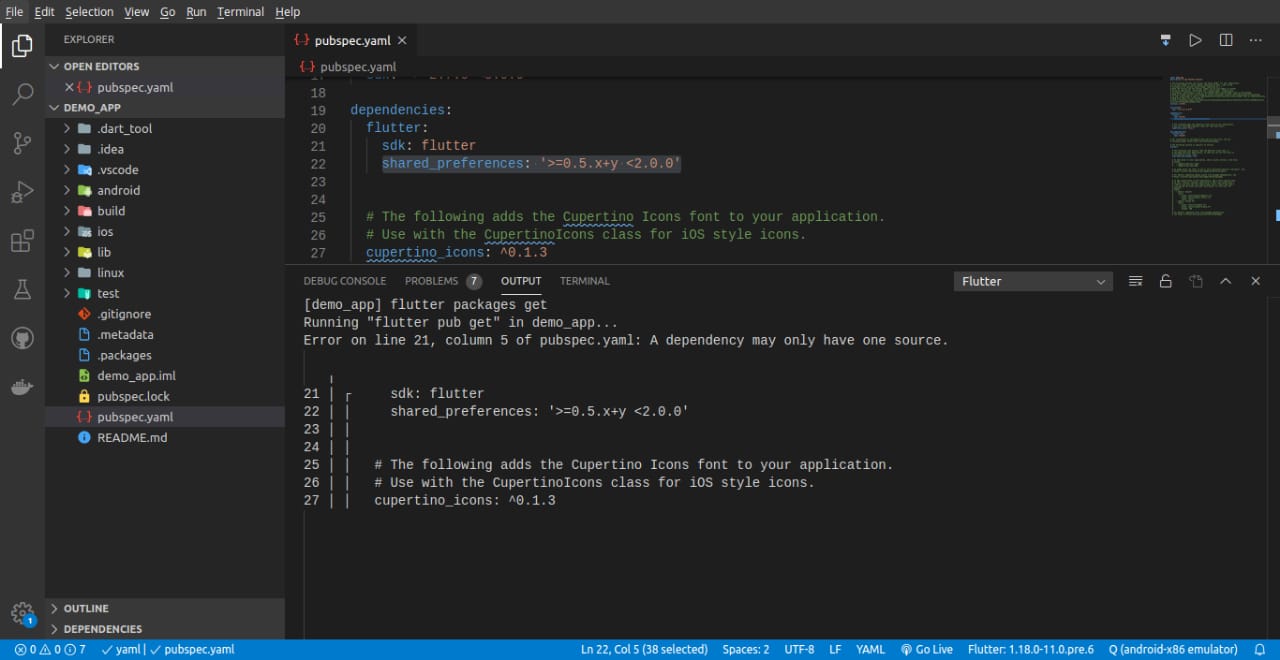 File Edit Selection View Go Run Terminal Help
EXPLORER
OPEN EDITORS
pubspec.yaml
DEMO_APP
.dart_tool
.idea
.vscode
android
build
ios
lib
linux
test
.gitignore
.metadata
.packages
demo_app.iml
pubspec.lock
pubspec.yaml
README.md
OUTLINE
DEPENDENCIES
pubspec.yaml
pubspec.yaml
18
19 dependencies:
20 flutter:
21 sdk: flutter
22 shared_preferences: '>=0.5.x+y <2.0.0'
23
24
25 # The following adds the Cupertino Icons font to your application.
26 # Use with the CupertinoIcons class for iOS style icons.
27 cupertino_icons: ^0.1.3
DEBUG CONSOLE PROBLEMS 7 OUTPUT TERMINAL Flutter
[demo_app] flutter packages get
Running "flutter pub get" in demo_app...
Error on line 21, column 5 of pubspec.yaml: A dependency may only have one source.
21 | ┌ sdk: flutter
22 | | shared_preferences: '>=0.5.x+y <2.0.0'
23 | |
24 | |
25 | | # The following adds the Cupertino Icons font to your application.
26 | | # Use with the CupertinoIcons class for iOS style icons.
27 | | cupertino_icons: ^0.1.3
1
0 0 7 yaml | pubspec.yaml Ln 22, Col 5 (38 selected) Spaces: 2 UTF-8 LF YAML Go Live Flutter: 1.18.0-11.0.pre.6 Q (android-x86 emulator)